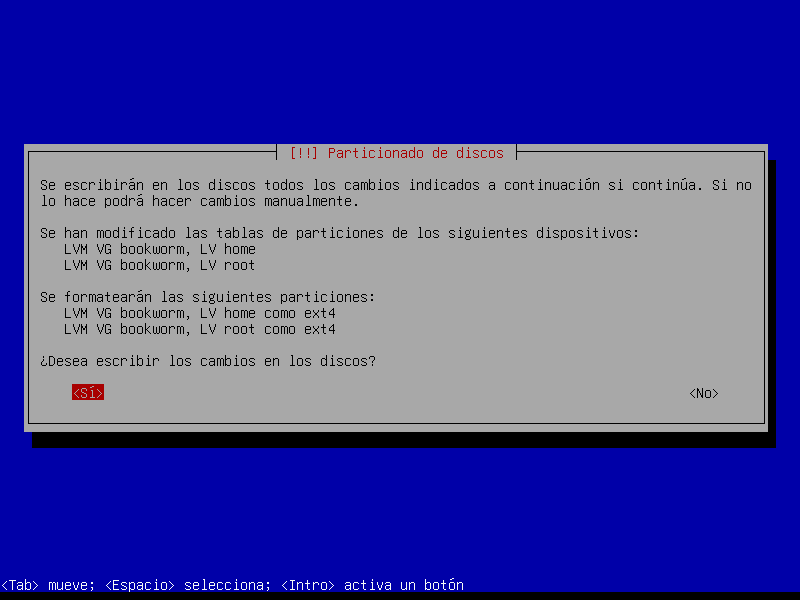 [!!] Particionado de discos
Se escribirán en los discos todos los cambios indicados a continuación si continúa. Si no
lo hace podrá hacer cambios manualmente.
Se han modificado las tablas de particiones de los siguientes dispositivos:
LVM VG bookworm, LV home
LVM VG bookworm, LV root
Se formatearán las siguientes particiones:
LVM VG bookworm, LV home como ext4
LVM VG bookworm, LV root como ext4
¿Desea escribir los cambios en los discos?
<Sí> <No>
<Tab> mueve; <Espacio> selecciona; <Intro> activa un botón